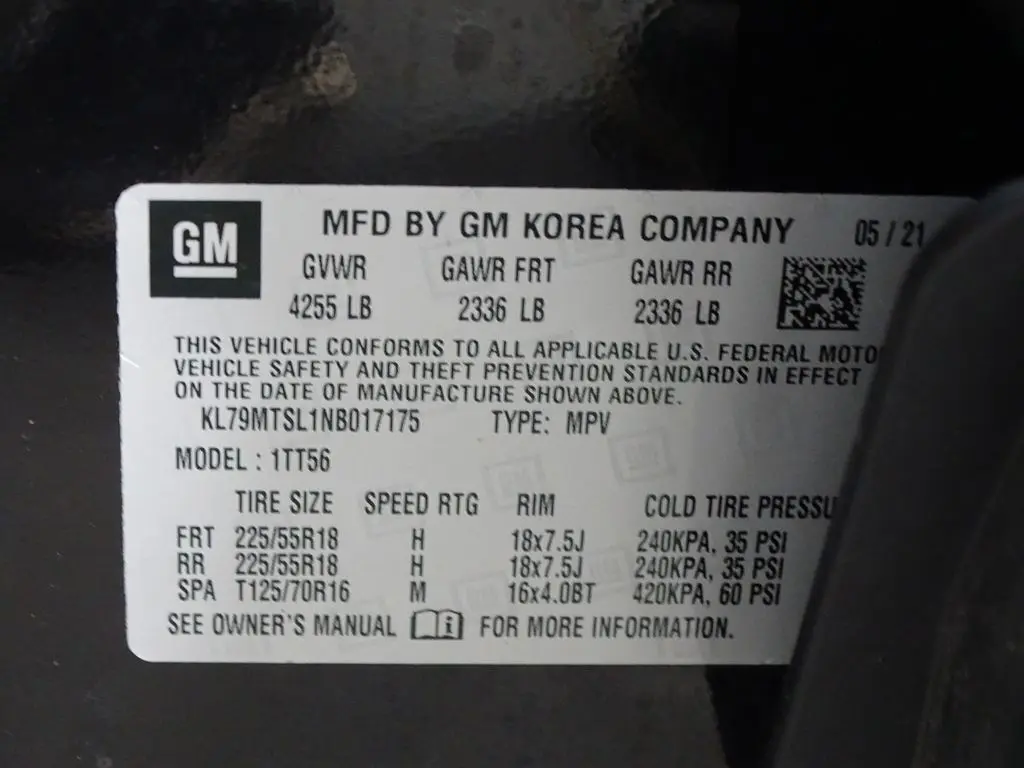 GM
MFD BY GM KOREA COMPANY 05 / 21
GVWR GAWR FRT GAWR RR
4255 LB 2336 LB 2336 LB
THIS VEHICLE CONFORMS TO ALL APPLICABLE U.S. FEDERAL MOTO
VEHICLE SAFETY AND THEFT PREVENTION STANDARDS IN EFFECT
ON THE DATE OF MANUFACTURE SHOWN ABOVE.
KL79MTSL1NB017175 TYPE: MPV
MODEL : 1TT56
TIRE SIZE SPEED RTG RIM COLD TIRE PRESSU
FRT 225/55R18 H 18x7.5J 240KPA, 35 PSI
RR 225/55R18 H 18x7.5J 240KPA, 35 PSI
SPA T125/70R16 M 16x4.0BT 420KPA, 60 PSI
SEE OWNER'S MANUAL i FOR MORE INFORMATION.